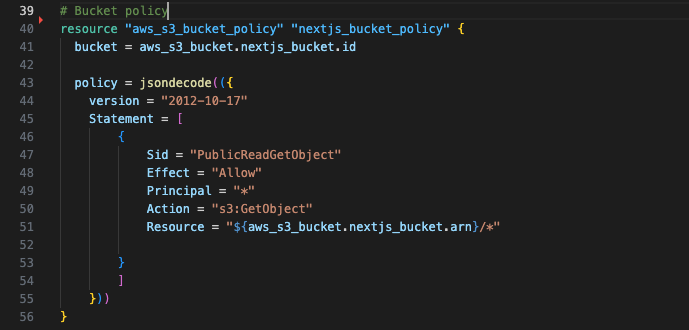 39 # Bucket policy
40 resource "aws_s3_bucket_policy" "nextjs_bucket_policy" {
41   bucket = aws_s3_bucket.nextjs_bucket.id
42
43   policy = jsondecode(({
44     version = "2012-10-17"
45     Statement = [
46         {
47             Sid = "PublicReadGetObject"
48             Effect = "Allow"
49             Principal = "*"
50             Action = "s3:GetObject"
51             Resource = "${aws_s3_bucket.nextjs_bucket.arn}/*"
52
53         }
54         ]
55     }))
56 }